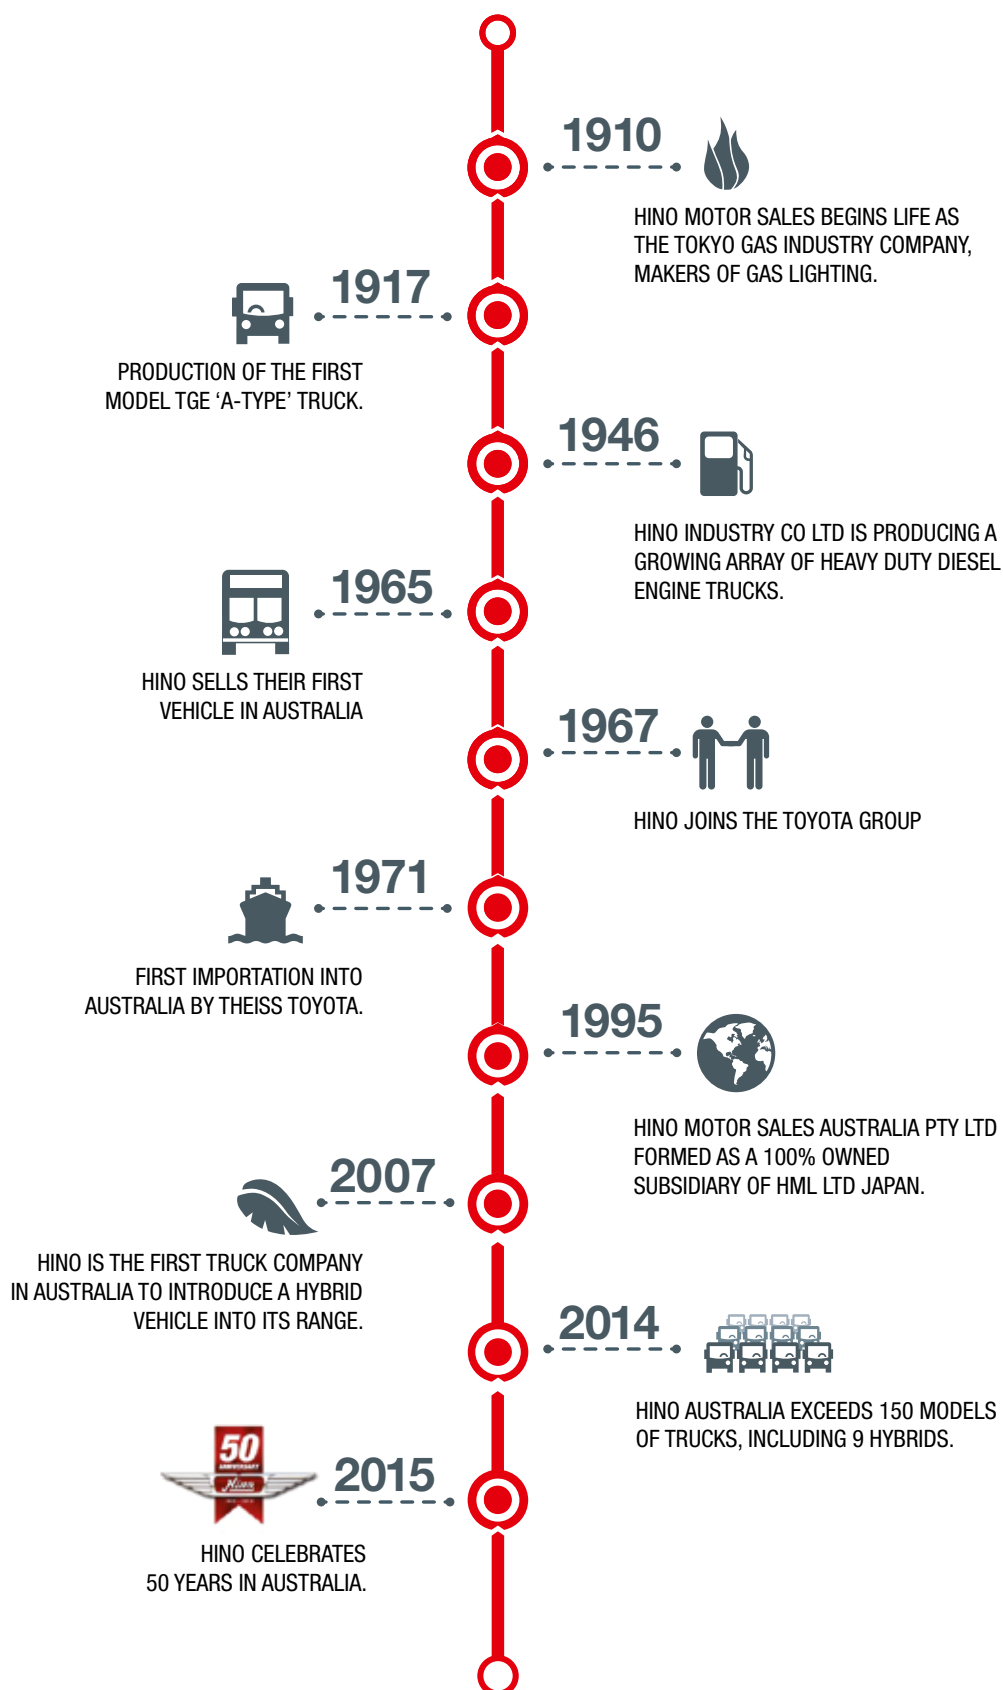 1910
HINO MOTOR SALES BEGINS LIFE AS
THE TOKYO GAS INDUSTRY COMPANY,
MAKERS OF GAS LIGHTING.
1917
PRODUCTION OF THE FIRST
MODEL TGE ‘A-TYPE’ TRUCK.
1946
HINO INDUSTRY CO LTD IS PRODUCING A
GROWING ARRAY OF HEAVY DUTY DIESEL
ENGINE TRUCKS.
1965
HINO SELLS THEIR FIRST
VEHICLE IN AUSTRALIA
1967
HINO JOINS THE TOYOTA GROUP
1971
FIRST IMPORTATION INTO
AUSTRALIA BY THEISS TOYOTA.
1995
HINO MOTOR SALES AUSTRALIA PTY LTD
FORMED AS A 100% OWNED
SUBSIDIARY OF HML LTD JAPAN.
2007
HINO IS THE FIRST TRUCK COMPANY
IN AUSTRALIA TO INTRODUCE A HYBRID
VEHICLE INTO ITS RANGE.
2014
HINO AUSTRALIA EXCEEDS 150 MODELS
OF TRUCKS, INCLUDING 9 HYBRIDS.
50
ANNIVERSARY
Hino
2015
HINO CELEBRATES
50 YEARS IN AUSTRALIA.